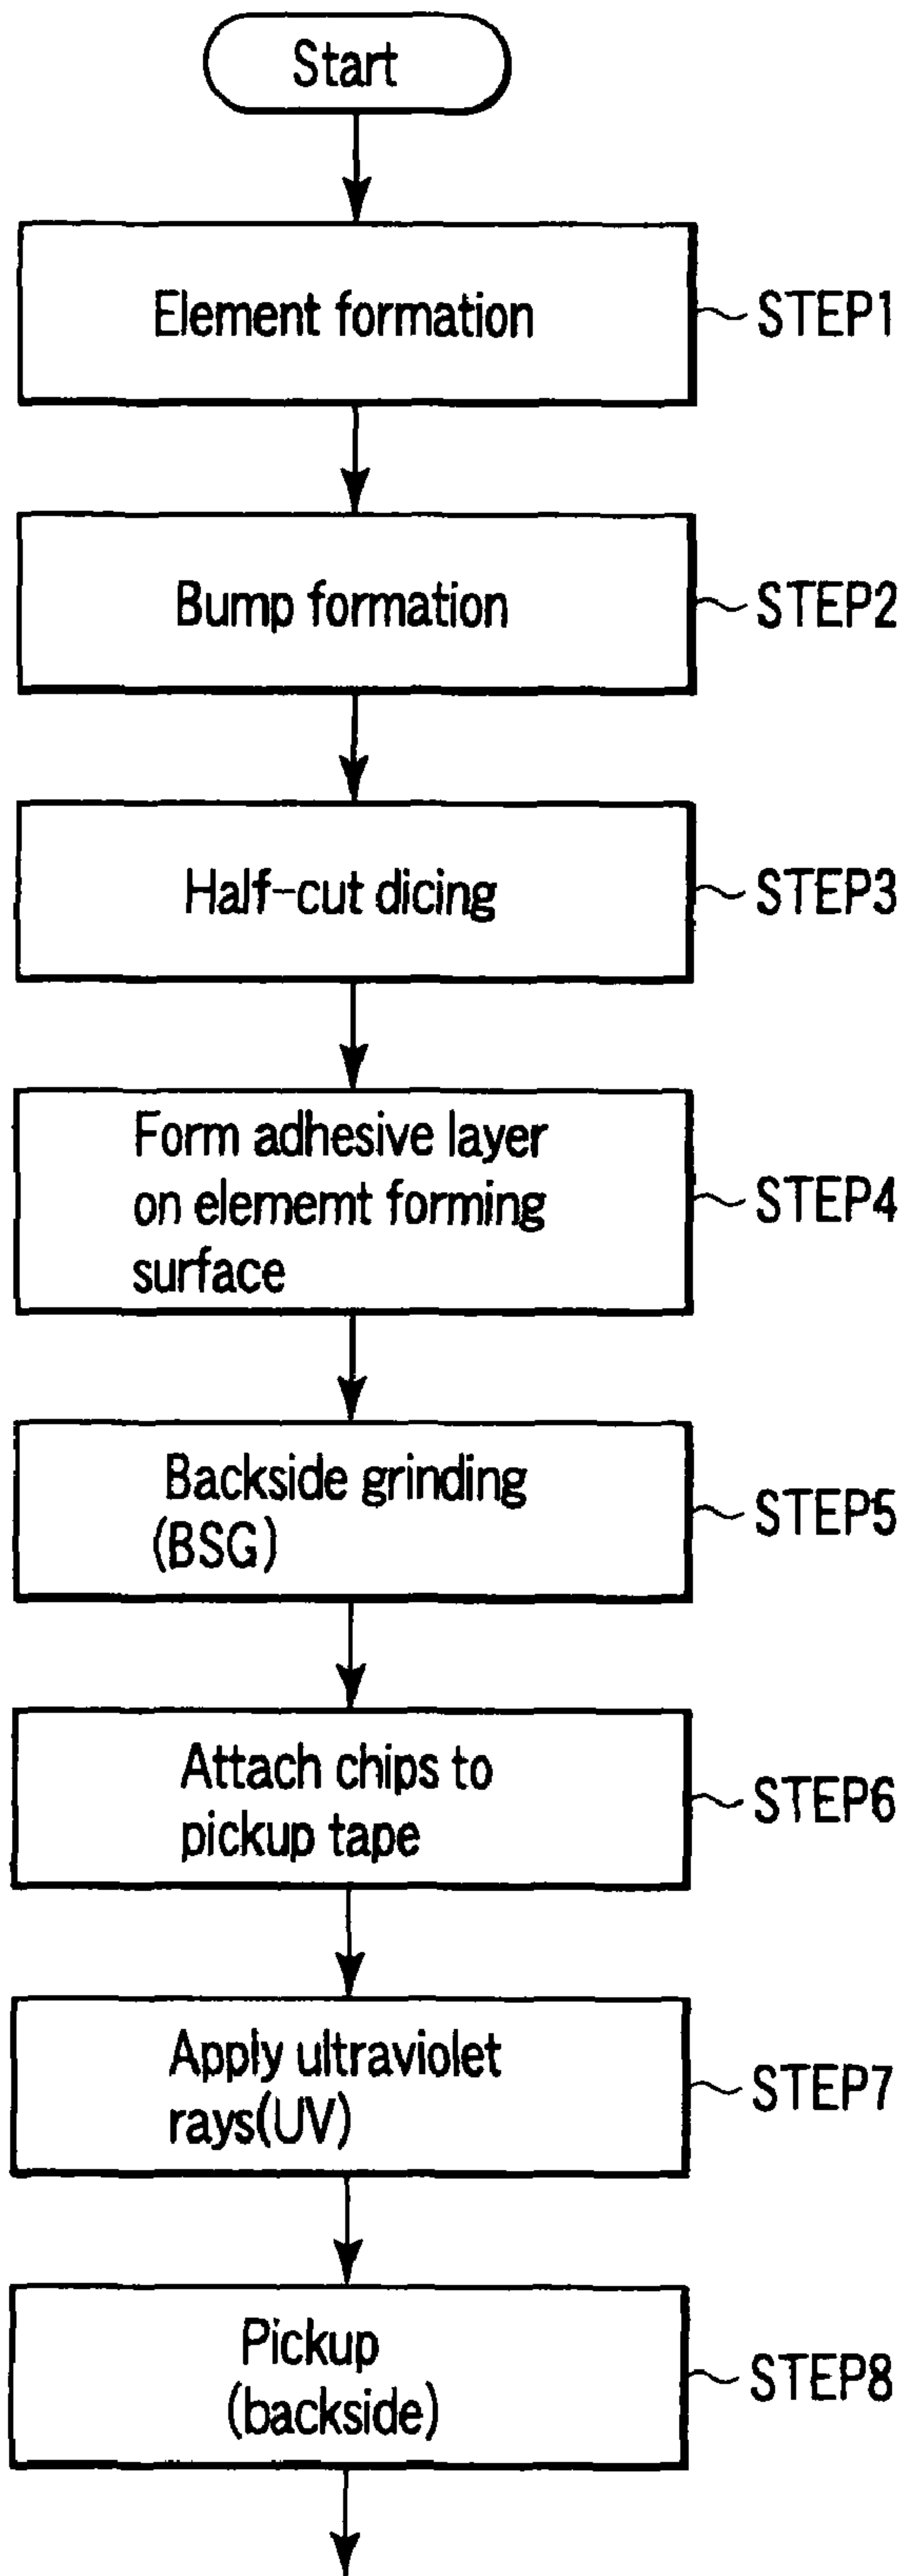 Start
Element formation
STEP1
Bump formation
STEP2
Half-cut dicing
STEP3
Form adhesive layer
on elememt forming
surface
STEP4
Backside grinding
(BSG)
STEP5
Attach chips to
pickup tape
STEP6
Apply ultraviolet
rays(UV)
STEP7
Pickup
(backside)
STEP8